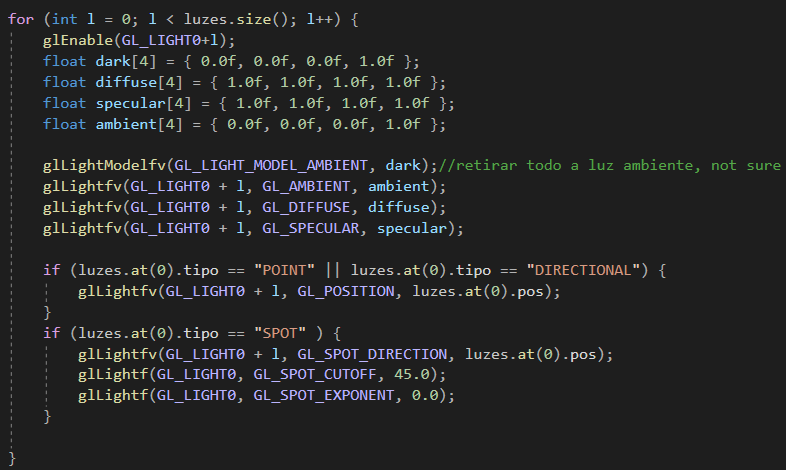 for (int l = 0; l < luzes.size(); l++) {
glEnable(GL_LIGHT0+l);
float dark[4] = { 0.0f, 0.0f, 0.0f, 1.0f };
float diffuse[4] = { 1.0f, 1.0f, 1.0f, 1.0f };
float specular[4] = { 1.0f, 1.0f, 1.0f, 1.0f };
float ambient[4] = { 0.0f, 0.0f, 0.0f, 1.0f };
glLightModelfv(GL_LIGHT_MODEL_AMBIENT, dark);//retirar todo a luz ambiente, not sure
glLightfv(GL_LIGHT0 + l, GL_AMBIENT, ambient);
glLightfv(GL_LIGHT0 + l, GL_DIFFUSE, diffuse);
glLightfv(GL_LIGHT0 + l, GL_SPECULAR, specular);
if (luzes.at(0).tipo == "POINT" || luzes.at(0).tipo == "DIRECTIONAL") {
glLightfv(GL_LIGHT0 + l, GL_POSITION, luzes.at(0).pos);
}
if (luzes.at(0).tipo == "SPOT" ) {
glLightfv(GL_LIGHT0 + l, GL_SPOT_DIRECTION, luzes.at(0).pos);
glLightf(GL_LIGHT0, GL_SPOT_CUTOFF, 45.0);
glLightf(GL_LIGHT0, GL_SPOT_EXPONENT, 0.0);
}
}